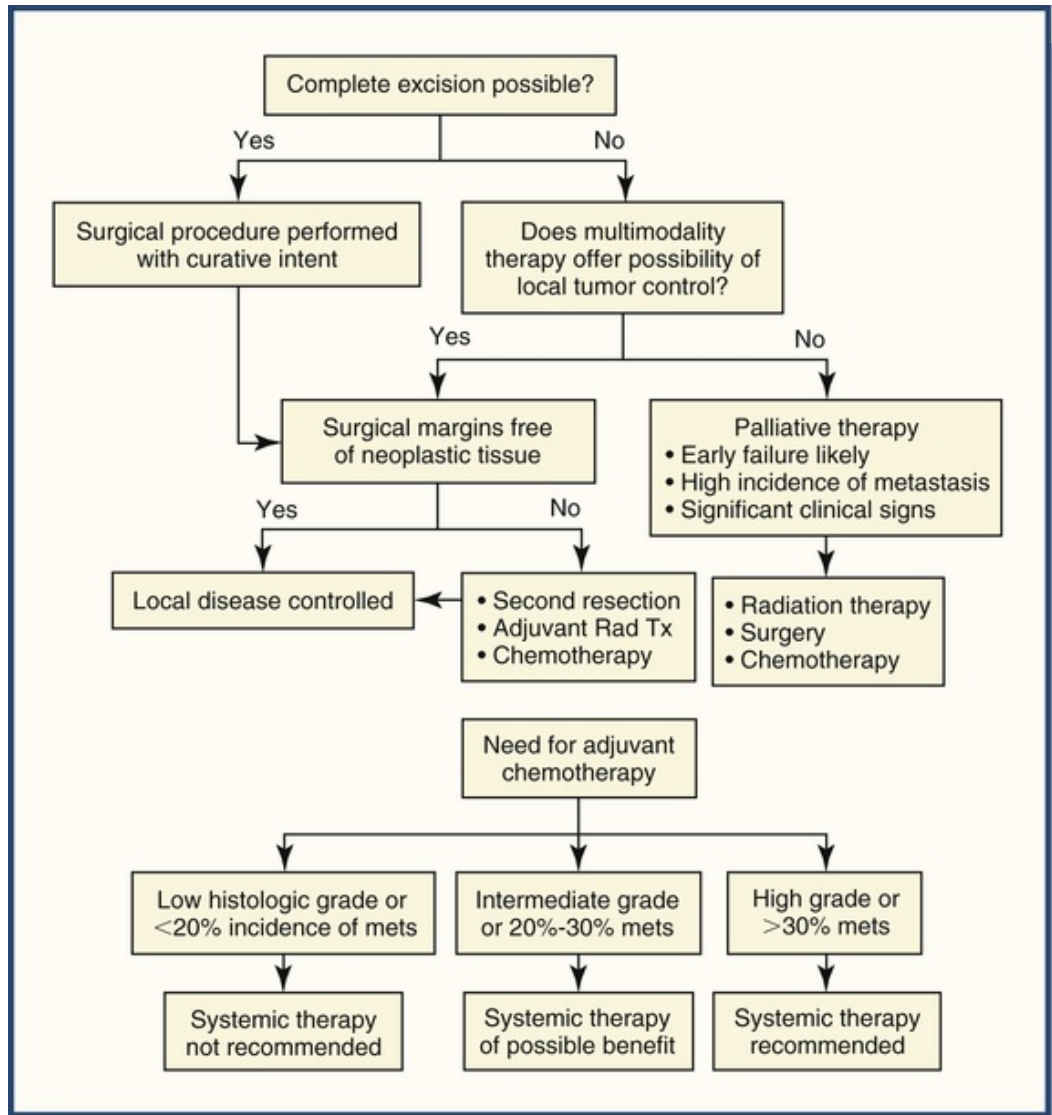 Complete excision possible?
Yes
No
Surgical procedure performed
with curative intent
Does multimodality
therapy offer possibility of
local tumor control?
Yes
No
Surgical margins free
of neoplastic tissue
Palliative therapy
• Early failure likely
• High incidence of metastasis
• Significant clinical signs
Yes
No
Local disease controlled
• Second resection
• Adjuvant Rad Tx
• Chemotherapy
• Radiation therapy
• Surgery
• Chemotherapy
Need for adjuvant
chemotherapy
Low histologic grade or
<20% incidence of mets
Intermediate grade
or 20%-30% mets
High grade or
>30% mets
Systemic therapy
not recommended
Systemic therapy
of possible benefit
Systemic therapy
recommended